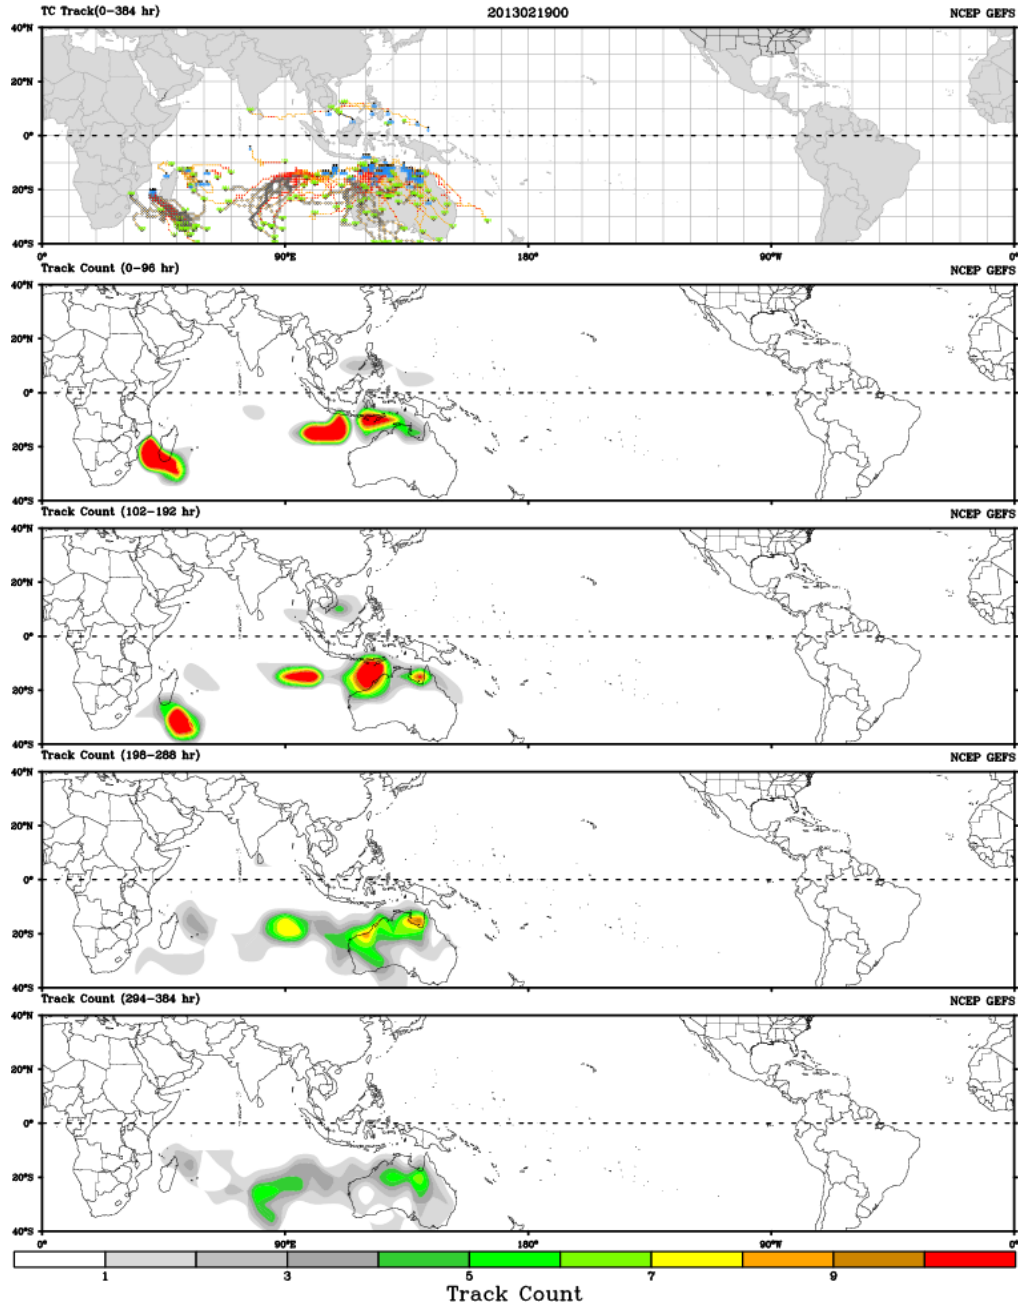 TC Track(0-384 hr) 2013021900 NCEP GEFS
40°N
20°N
0°
20°S
40°S
0° 90°E 180° 90°W 0°
Track Count (0-96 hr) NCEP GEFS
40°N
20°N
0°
20°S
40°S
Track Count (102-192 hr) NCEP GEFS
40°N
20°N
0°
20°S
40°S
Track Count (198-288 hr) NCEP GEFS
40°N
20°N
0°
20°S
40°S
Track Count (294-384 hr) NCEP GEFS
40°N
20°N
0°
20°S
40°S
0° 90°E 180° 90°W 0°
1 3 5 7 9
Track Count